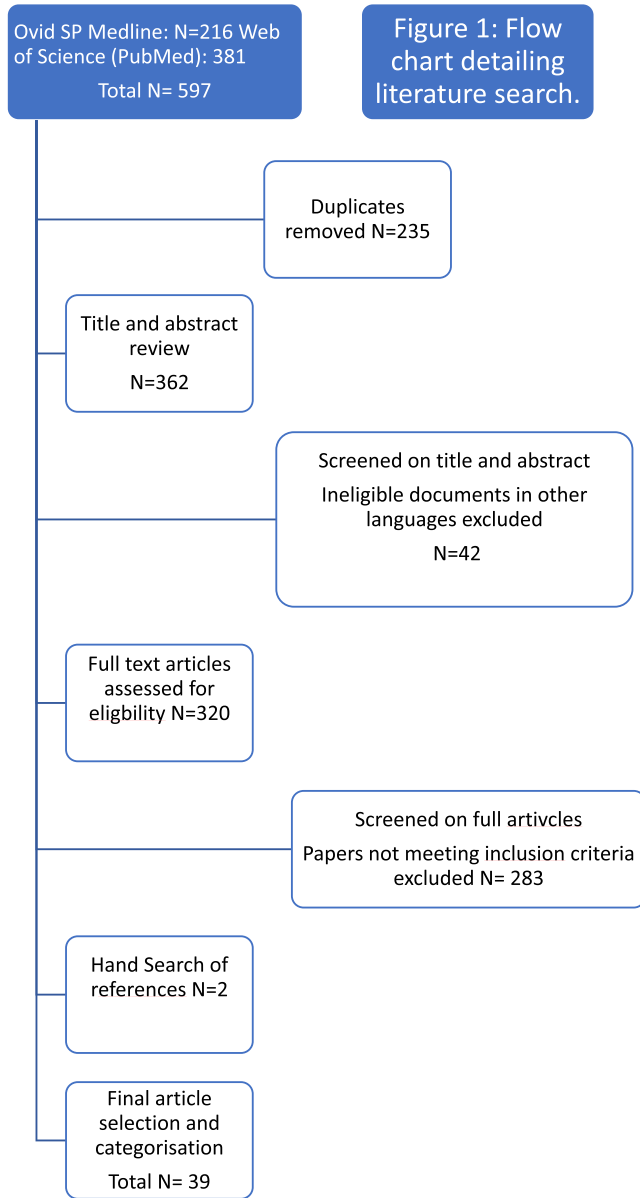 Ovid SP Medline: N=216 Web
of Science (PubMed): 381
Total N= 597
Figure 1: Flow
chart detailing
literature search.
Duplicates
removed N=235
Title and abstract
review
N=362
Screened on title and abstract
Ineligible documents in other
languages excluded
N=42
Full text articles
assessed for
eligbility N=320
Screened on full artivcles
Papers not meeting inclusion criteria
excluded N= 283
Hand Search of
references N=2
Final article
selection and
categorisation
Total N= 39